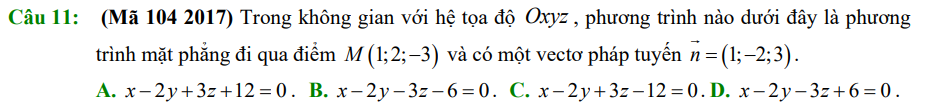 Câu 11: (Mã 104 2017) Trong không gian với hệ tọa độ Oxyz , phương trình nào dưới đây là phương
trình mặt phẳng đi qua điểm M(1;2;−3) và có một vectơ pháp tuyến n⃗ = (1;−2;3) .
A. x−2y+3z+12=0 . B. x−2y−3z−6=0 . C. x−2y+3z−12=0 . D. x−2y−3z+6=0 .